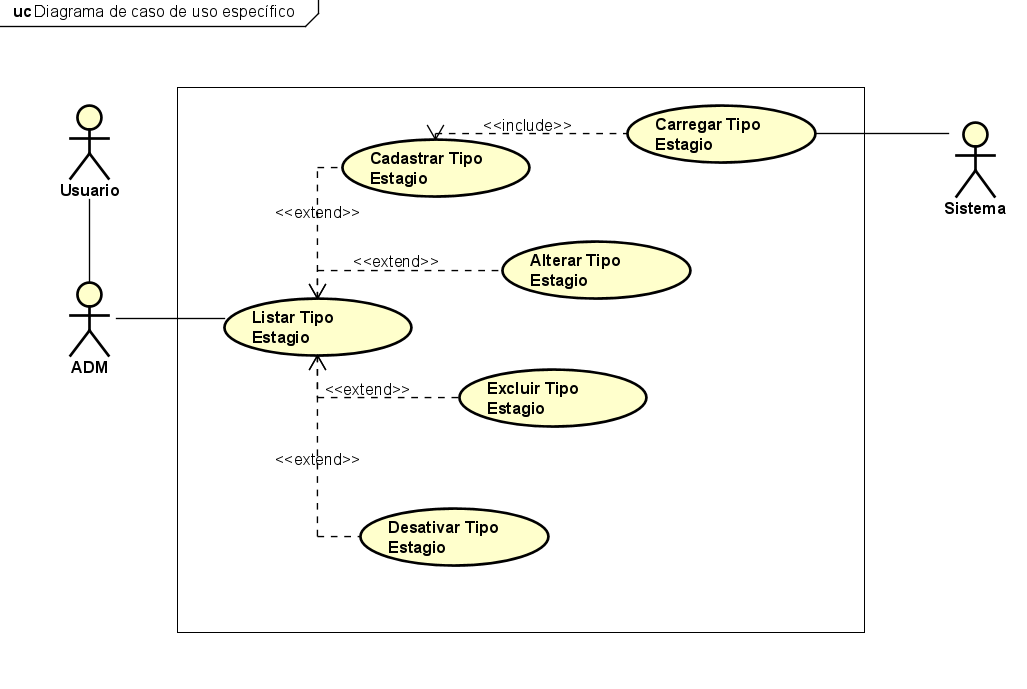 uc Diagrama de caso de uso específico
<<include>>
Carregar Tipo
Estagio
Cadastrar Tipo
Estagio
Usuario
Sistema
<<extend>>
<<extend>>
Alterar Tipo
Estagio
Listar Tipo
Estagio
ADM
<<extend>>
Excluir Tipo
Estagio
<<extend>>
Desativar Tipo
Estagio